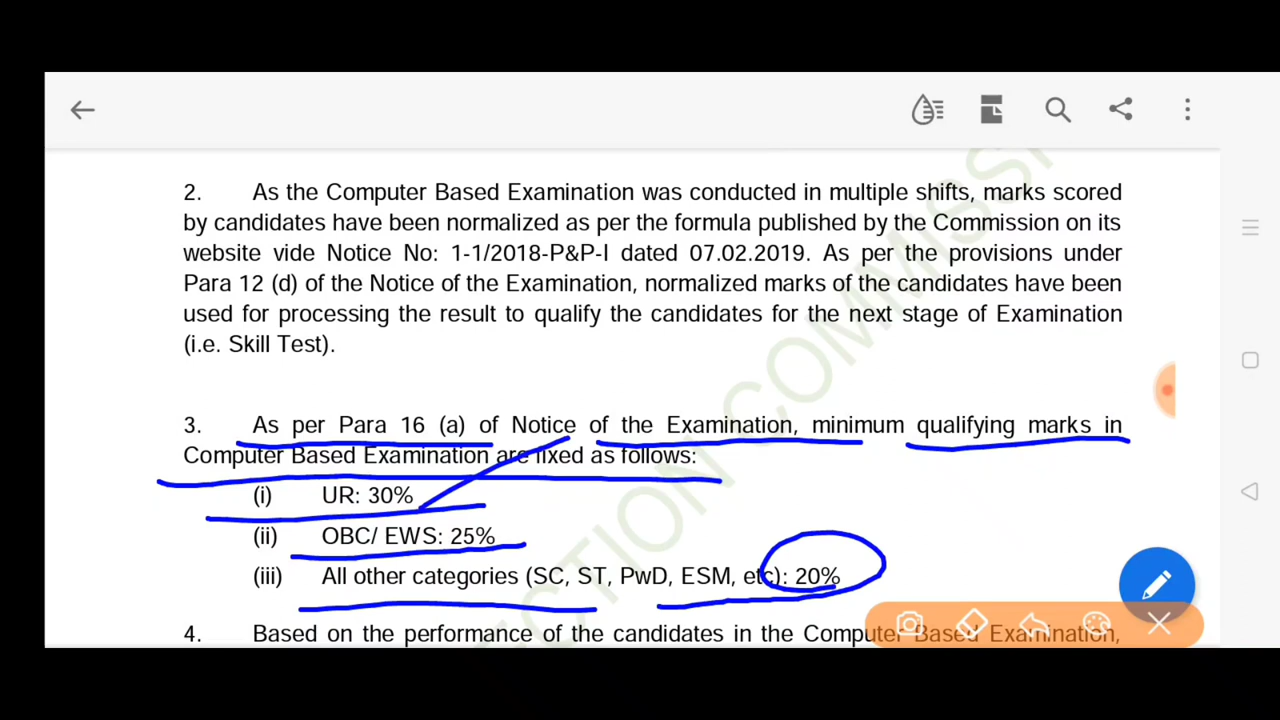 2. As the Computer Based Examination was conducted in multiple shifts, marks scored
by candidates have been normalized as per the formula published by the Commission on its
website vide Notice No: 1-1/2018-P&P-I dated 07.02.2019. As per the provisions under
Para 12 (d) of the Notice of the Examination, normalized marks of the candidates have been
used for processing the result to qualify the candidates for the next stage of Examination
(i.e. Skill Test).
3. As per Para 16 (a) of Notice of the Examination, minimum qualifying marks in
Computer Based Examination are fixed as follows:
(i) UR: 30%
(ii) OBC/ EWS: 25%
(iii) All other categories (SC, ST, PwD, ESM, etc): 20%
4. Based on the performance of the candidates in the Computer Based Examination,
ECTION COMMISSI